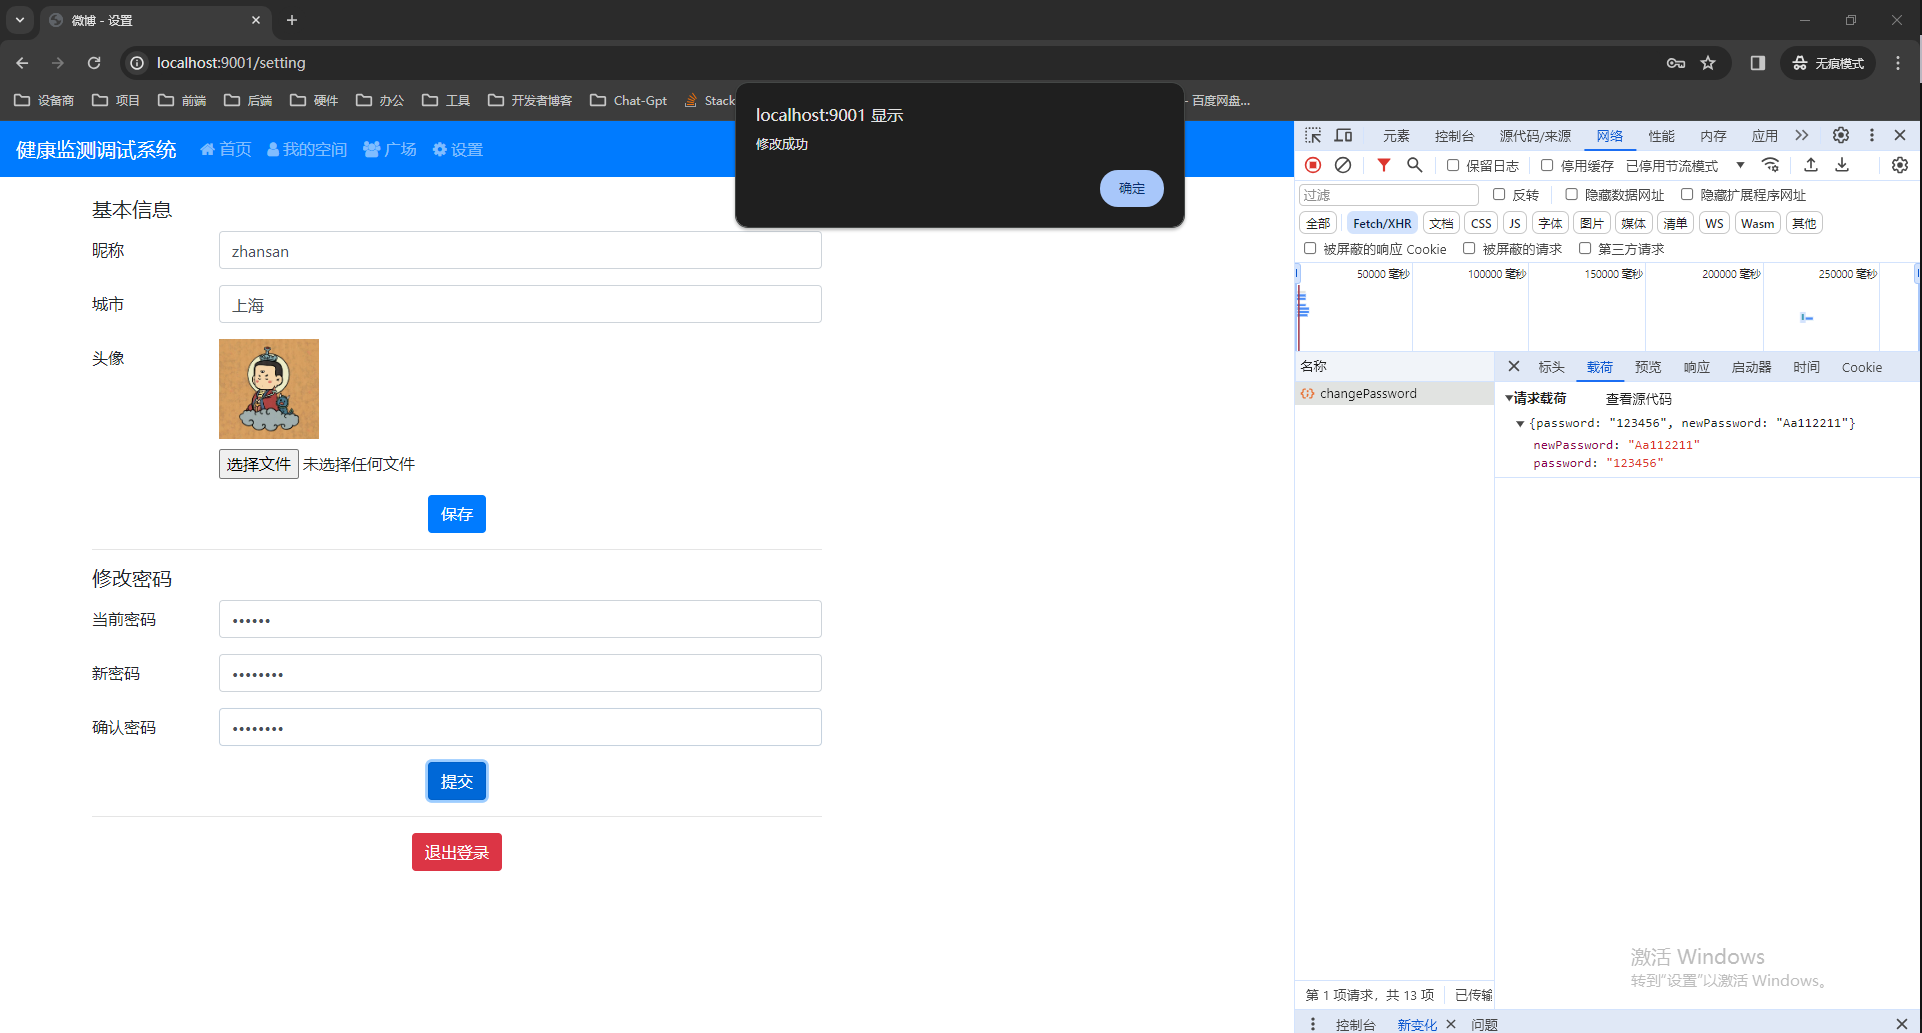 微博 - 设置
localhost:9001/setting
无痕模式
设备商 项目 前端 后端 硬件 办公 工具 开发者博客 Chat-Gpt Stack
- 百度网盘...
localhost:9001 显示
修改成功
确定
健康监测调试系统 首页 我的空间 广场 设置
基本信息
昵称 zhansan
城市 上海
头像
选择文件 未选择任何文件
保存
修改密码
当前密码 ••••••
新密码 ••••••••
确认密码 ••••••••
提交
退出登录
元素 控制台 源代码/来源 网络 性能 内存 应用
保留日志 停用缓存 已停用节流模式
过滤 反转 隐藏数据网址 隐藏扩展程序网址
全部 Fetch/XHR 文档 CSS JS 字体 图片 媒体 清单 WS Wasm 其他
被屏蔽的响应 Cookie 被屏蔽的请求 第三方请求
50000 毫秒 100000 毫秒 150000 毫秒 200000 毫秒 250000 毫秒
名称
changePassword
标头 载荷 预览 响应 启动器 时间 Cookie
请求载荷 查看源代码
{password: "123456", newPassword: "Aa112211"}
newPassword: "Aa112211"
password: "123456"
激活 Windows
转到"设置"以激活 Windows。
第 1 项请求，共 13 项 已传输
控制台 新变化 问题